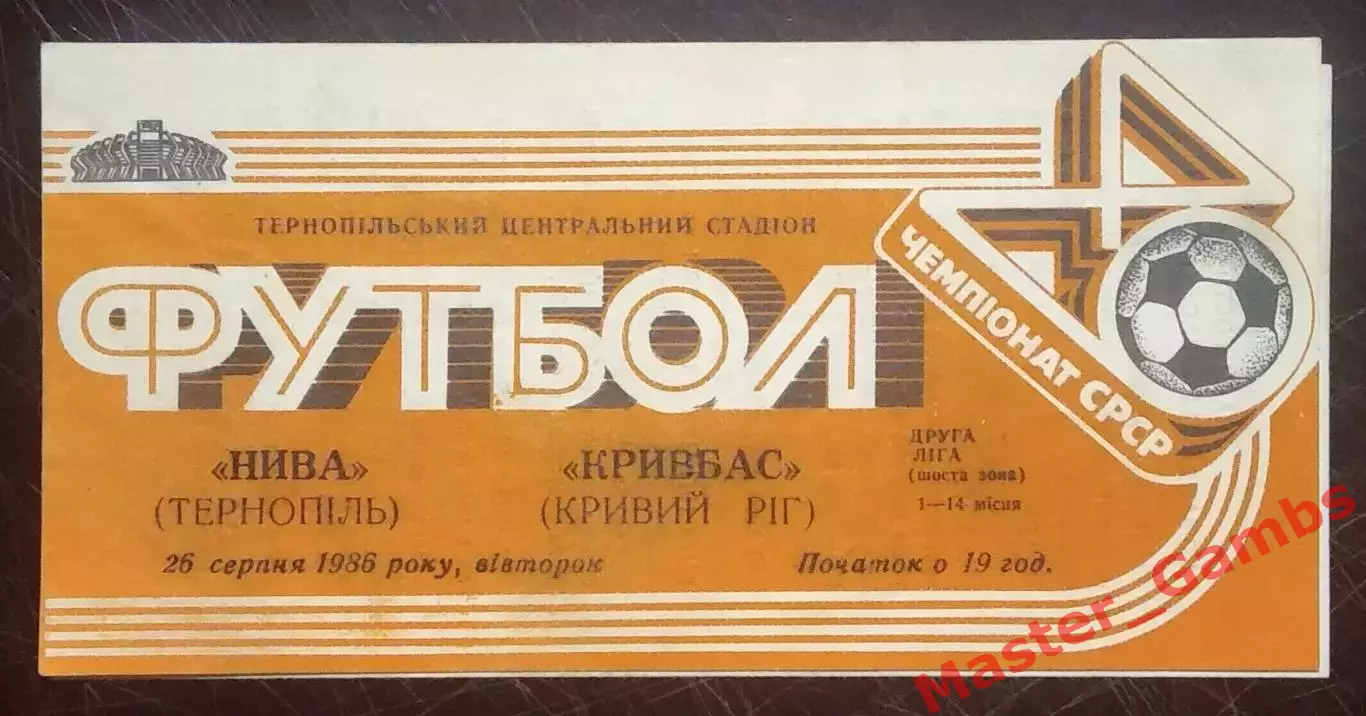 ТЕРНОПІЛЬСЬКИЙ ЦЕНТРАЛЬНИЙ СТАДІОН
ФУТБОЛ
ЧЕМПІОНАТ СРСР
«НИВА»
(ТЕРНОПІЛЬ)
«КРИВБАС»
(КРИВИЙ РІГ)
ДРУГА
ЛІГА
(шоста зона)
1—14 місця
26 серпня 1986 року, вівторок
Початок о 19 год.
Master_Gambs